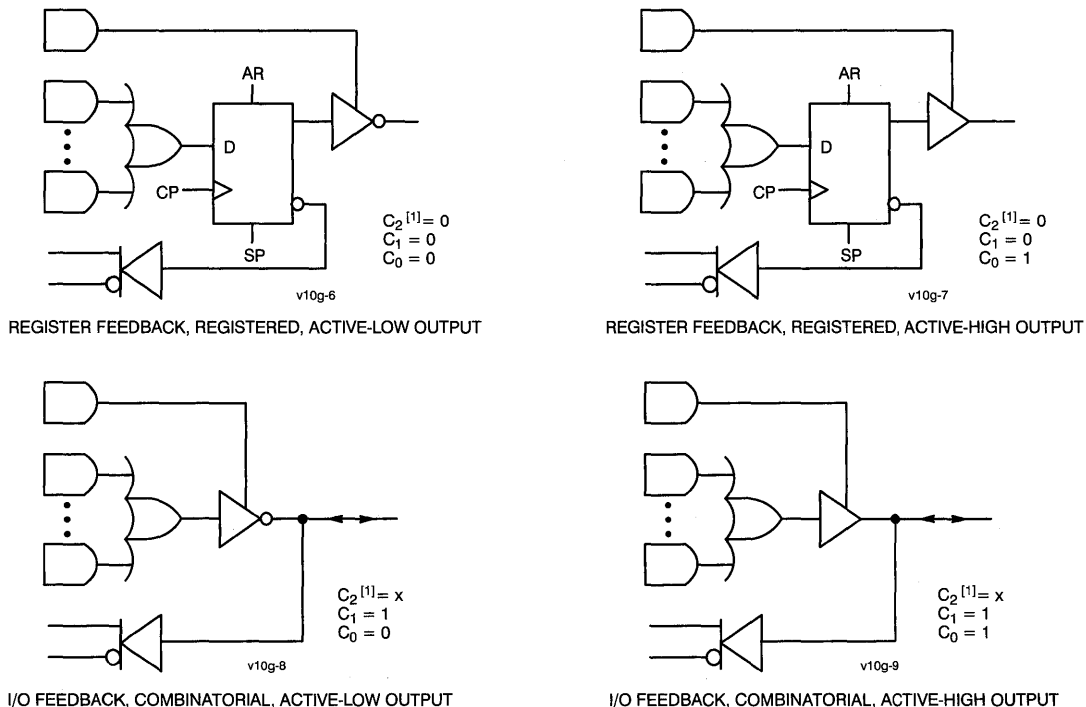 AR
D
CP
SP
C2 [1] = 0
C1 = 0
C0 = 0
v10g-6
REGISTER FEEDBACK, REGISTERED, ACTIVE-LOW OUTPUT
AR
D
CP
SP
C2 [1] = 0
C1 = 0
C0 = 1
v10g-7
REGISTER FEEDBACK, REGISTERED, ACTIVE-HIGH OUTPUT
C2 [1] = x
C1 = 1
C0 = 0
v10g-8
I/O FEEDBACK, COMBINATORIAL, ACTIVE-LOW OUTPUT
C2 [1] = x
C1 = 1
C0 = 1
v10g-9
I/O FEEDBACK, COMBINATORIAL, ACTIVE-HIGH OUTPUT